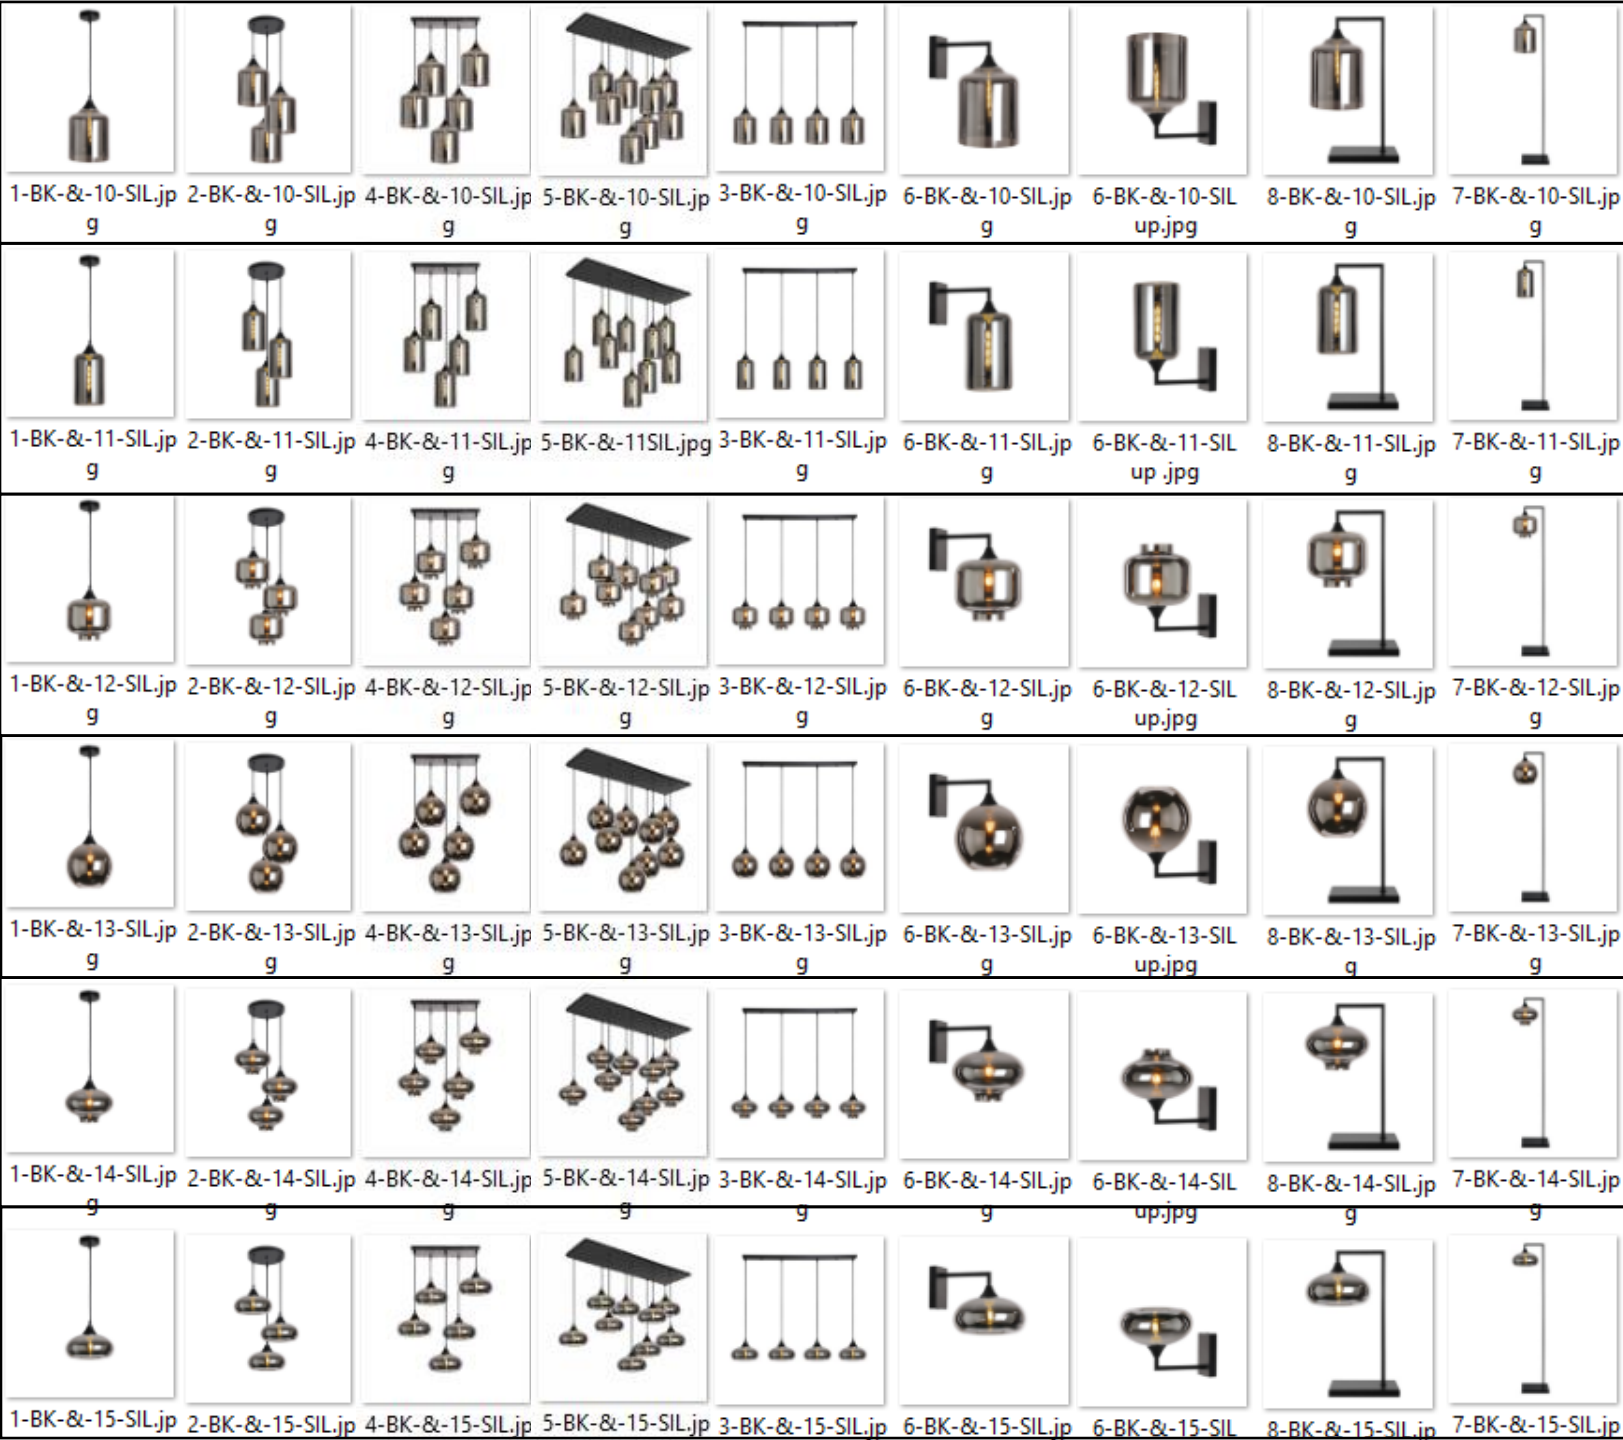 1-BK-&-10-SIL.jp 2-BK-&-10-SIL.jp 4-BK-&-10-SIL.jp 5-BK-&-10-SIL.jp 3-BK-&-10-SIL.jp 6-BK-&-10-SIL.jp 6-BK-&-10-SIL 8-BK-&-10-SIL.jp 7-BK-&-10-SIL.jp
g g g g g g up.jpg g g
1-BK-&-11-SIL.jp 2-BK-&-11-SIL.jp 4-BK-&-11-SIL.jp 5-BK-&-11SIL.jpg 3-BK-&-11-SIL.jp 6-BK-&-11-SIL.jp 6-BK-&-11-SIL 8-BK-&-11-SIL.jp 7-BK-&-11-SIL.jp
g g g g g up .jpg g g
1-BK-&-12-SIL.jp 2-BK-&-12-SIL.jp 4-BK-&-12-SIL.jp 5-BK-&-12-SIL.jp 3-BK-&-12-SIL.jp 6-BK-&-12-SIL.jp 6-BK-&-12-SIL 8-BK-&-12-SIL.jp 7-BK-&-12-SIL.jp
g g g g g g up.jpg g g
1-BK-&-13-SIL.jp 2-BK-&-13-SIL.jp 4-BK-&-13-SIL.jp 5-BK-&-13-SIL.jp 3-BK-&-13-SIL.jp 6-BK-&-13-SIL.jp 6-BK-&-13-SIL 8-BK-&-13-SIL.jp 7-BK-&-13-SIL.jp
g g g g g g up.jpg g g
1-BK-&-14-SIL.jp 2-BK-&-14-SIL.jp 4-BK-&-14-SIL.jp 5-BK-&-14-SIL.jp 3-BK-&-14-SIL.jp 6-BK-&-14-SIL.jp 6-BK-&-14-SIL 8-BK-&-14-SIL.jp 7-BK-&-14-SIL.jp
g g g g g g up.jpg g g
1-BK-&-15-SIL.jp 2-BK-&-15-SIL.jp 4-BK-&-15-SIL.jp 5-BK-&-15-SIL.jp 3-BK-&-15-SIL.jp 6-BK-&-15-SIL.jp 6-BK-&-15-SIL 8-BK-&-15-SIL.jp 7-BK-&-15-SIL.jp